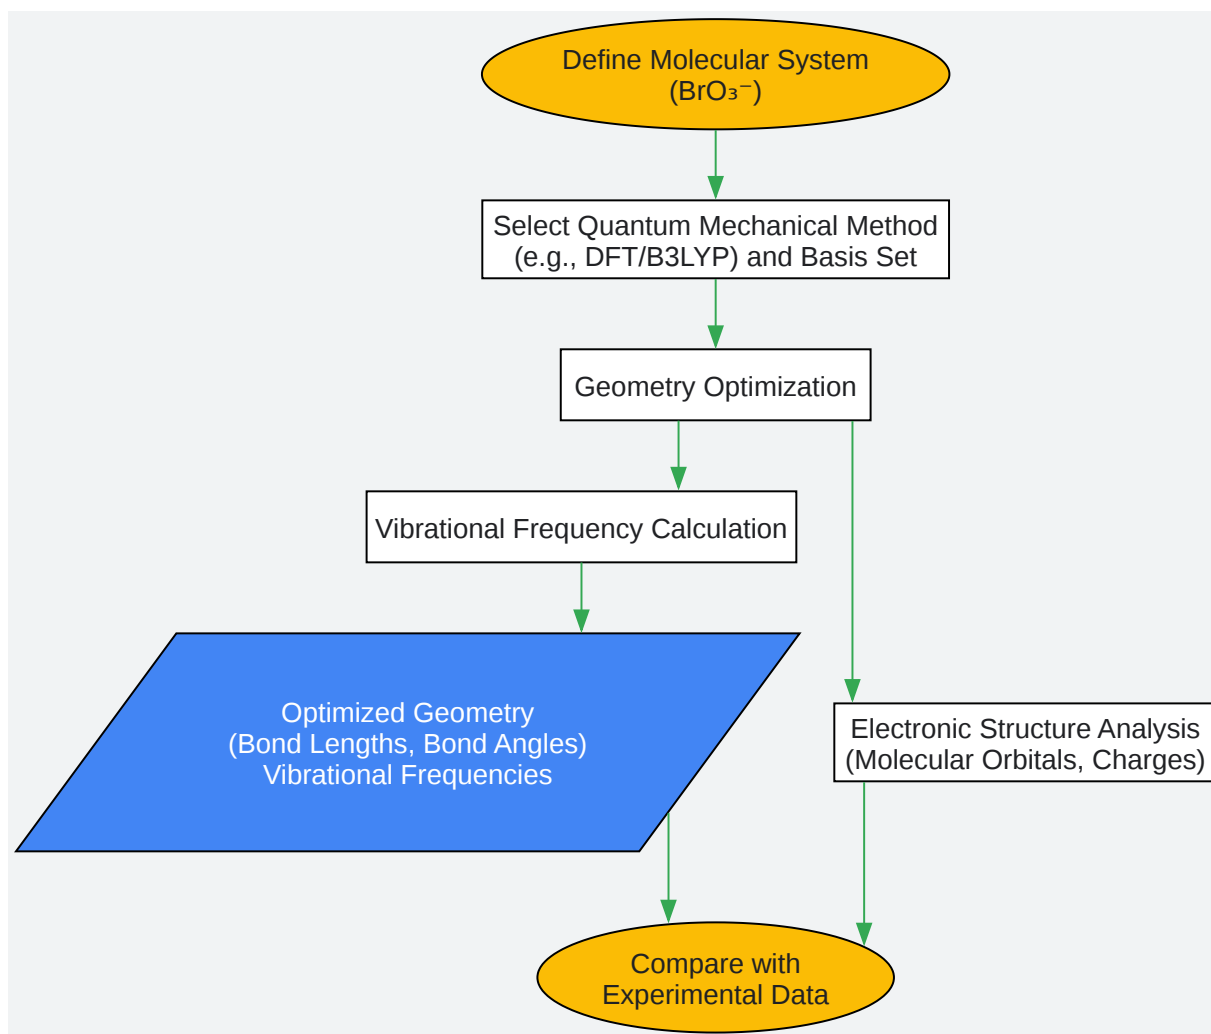 Define Molecular System
(BrO₃⁻)
Select Quantum Mechanical Method
(e.g., DFT/B3LYP) and Basis Set
Geometry Optimization
Vibrational Frequency Calculation
Optimized Geometry
(Bond Lengths, Bond Angles)
Vibrational Frequencies
Electronic Structure Analysis
(Molecular Orbitals, Charges)
Compare with
Experimental Data